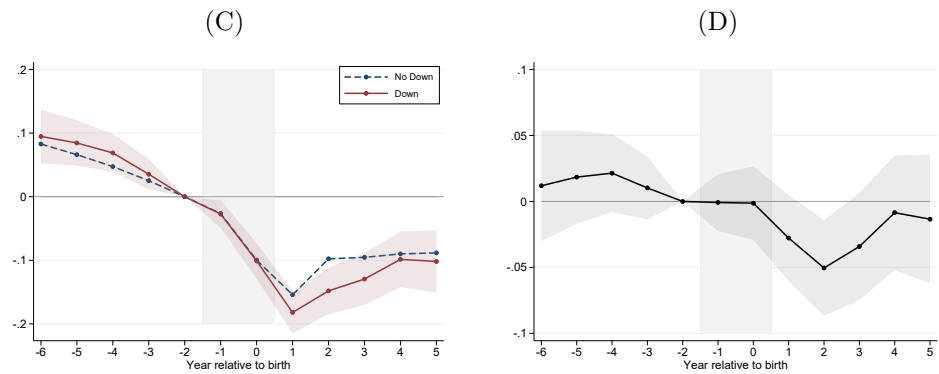 (C)
.2
.1
0
-.1
-.2
No Down
Down
-6 -5 -4 -3 -2 -1 0 1 2 3 4 5
Year relative to birth
(D)
.1
.05
0
-.05
-.1
-6 -5 -4 -3 -2 -1 0 1 2 3 4 5
Year relative to birth